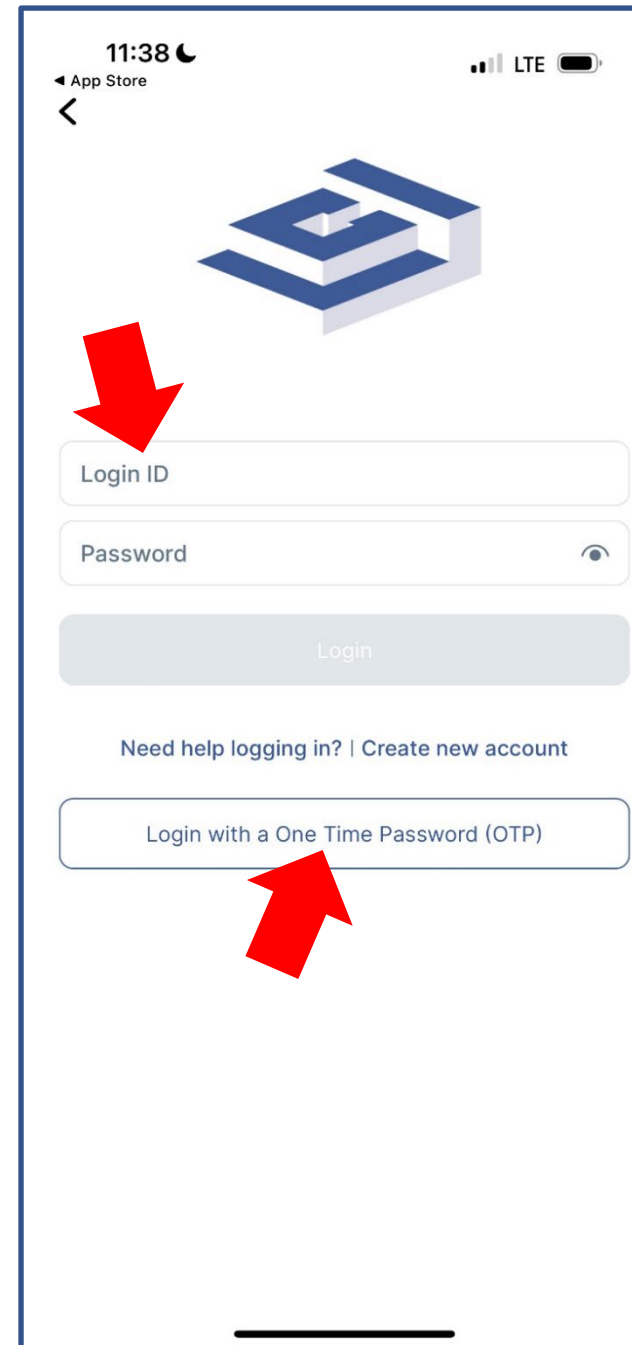 11:38
LTE
◄ App Store
Login ID
Password
Login
Need help logging in? | Create new account
Login with a One Time Password (OTP)